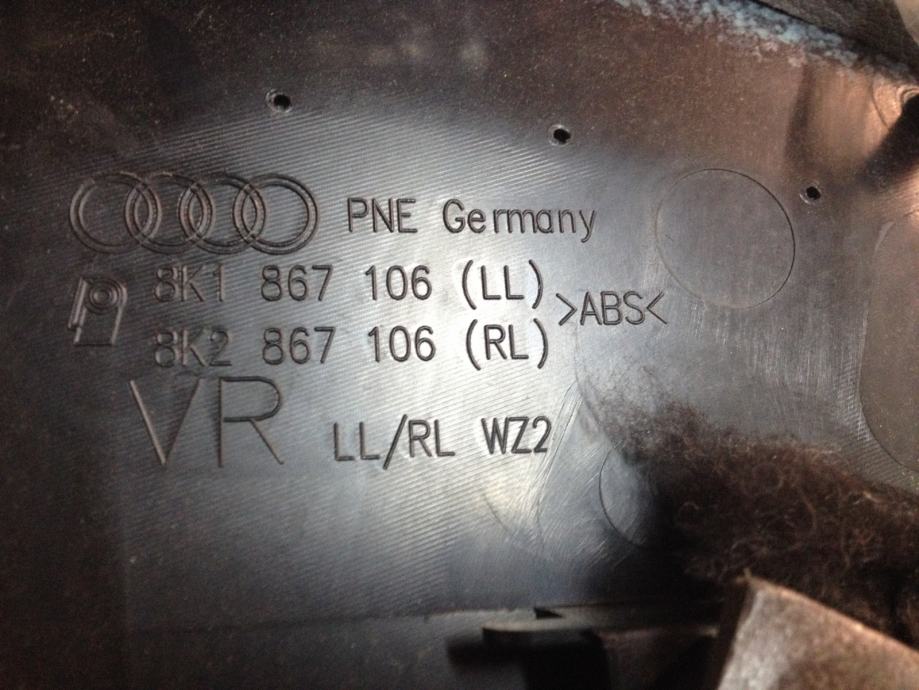 PNE Germany
8K1 867 106 (LL)
8K2 867 106 (RL)
>ABS<
VR
LL/RL WZ2